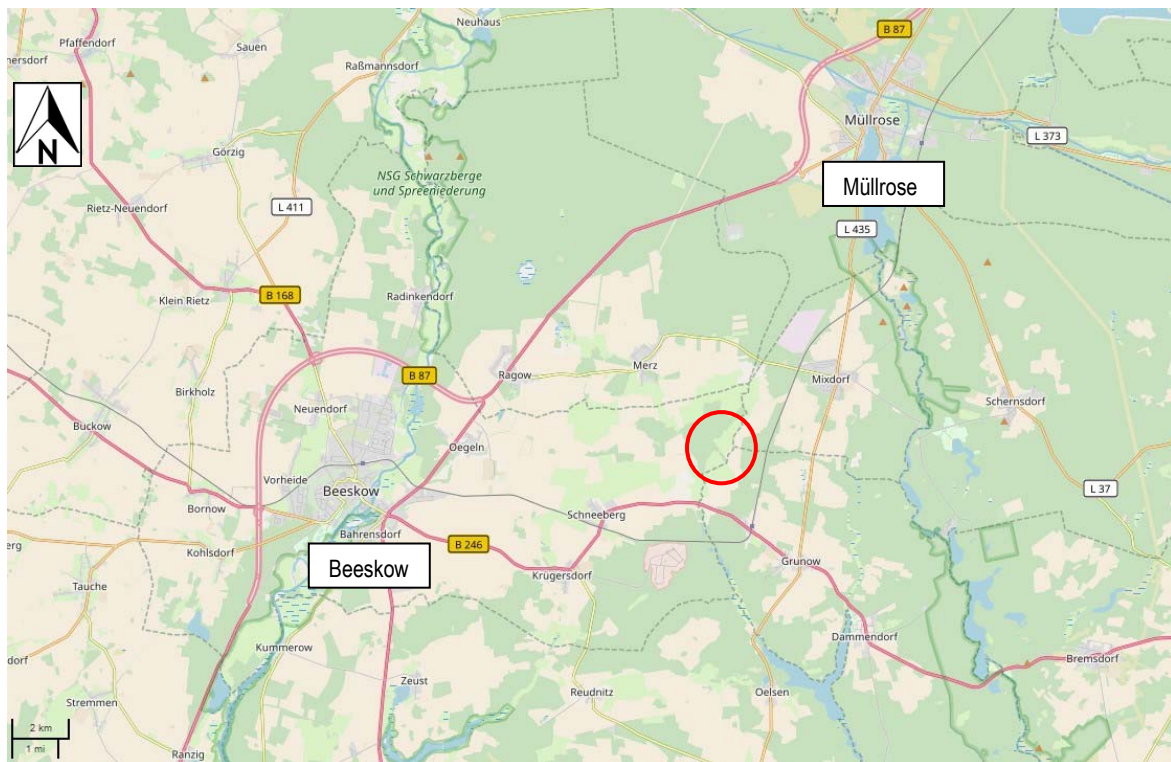 Neuhaus
B 87
Pfaffendorf
Sauen
mersdorf
Raßmannsdorf
N
Müllrose
L 373
Görzig
NSG Schwarzberge
und Spreeniederung
Müllrose
Rietz-Neuendorf
L 411
L 435
Klein Rietz
B 168
Radinkendorf
Merz
B 87
Ragow
Mixdorf
Birkholz
Schernsdorf
Neuendorf
Buckow
Oegeln
Vorheide
L 37
Beeskow
Bornow
Schneeberg
Bahrensdorf
B 246
Kohlsdorf
erg
Grunow
Beeskow
Krügersdorf
Tauche
Dammendorf
Kummerow
Bremsdorf
dorf
Zeust
Reudnitz
Oelsen
Stremmen
2 km
1 mi
Ranzig